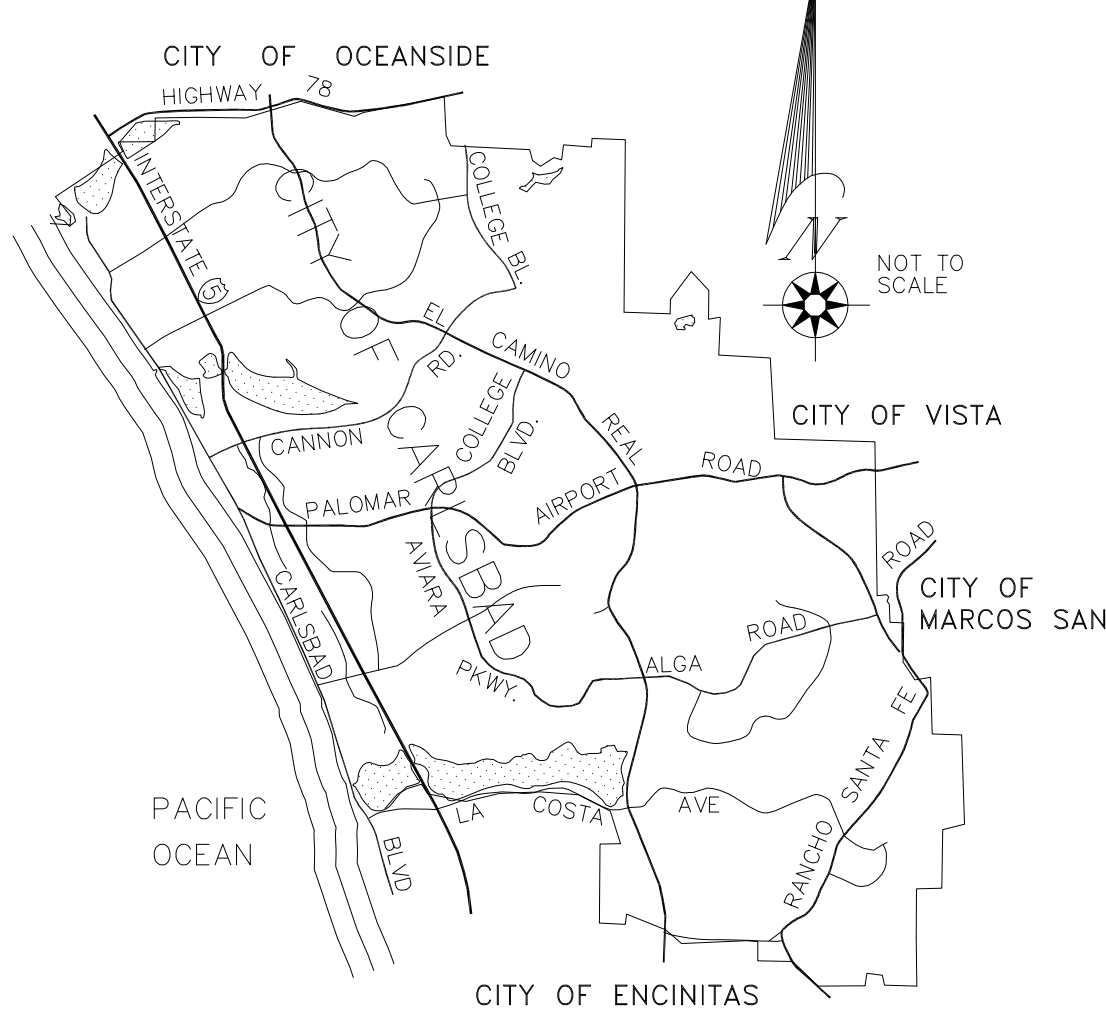 CITY OF OCEANSIDE
HIGHWAY 78
INTERSTATE 5
COLLEGE BL.
N
NOT TO
SCALE
CITY OF CARLSBAD
EL CAMINO REAL
CANNON RD.
COLLEGE
BLVD.
CITY OF VISTA
PALOMAR AIRPORT ROAD
ROAD
CITY OF
MARCOS SAN
AVIARA
PKWY.
CARLSBAD
BLVD
ALGA ROAD
RANCHO SANTA FE
LA COSTA AVE
PACIFIC
OCEAN
CITY OF ENCINITAS